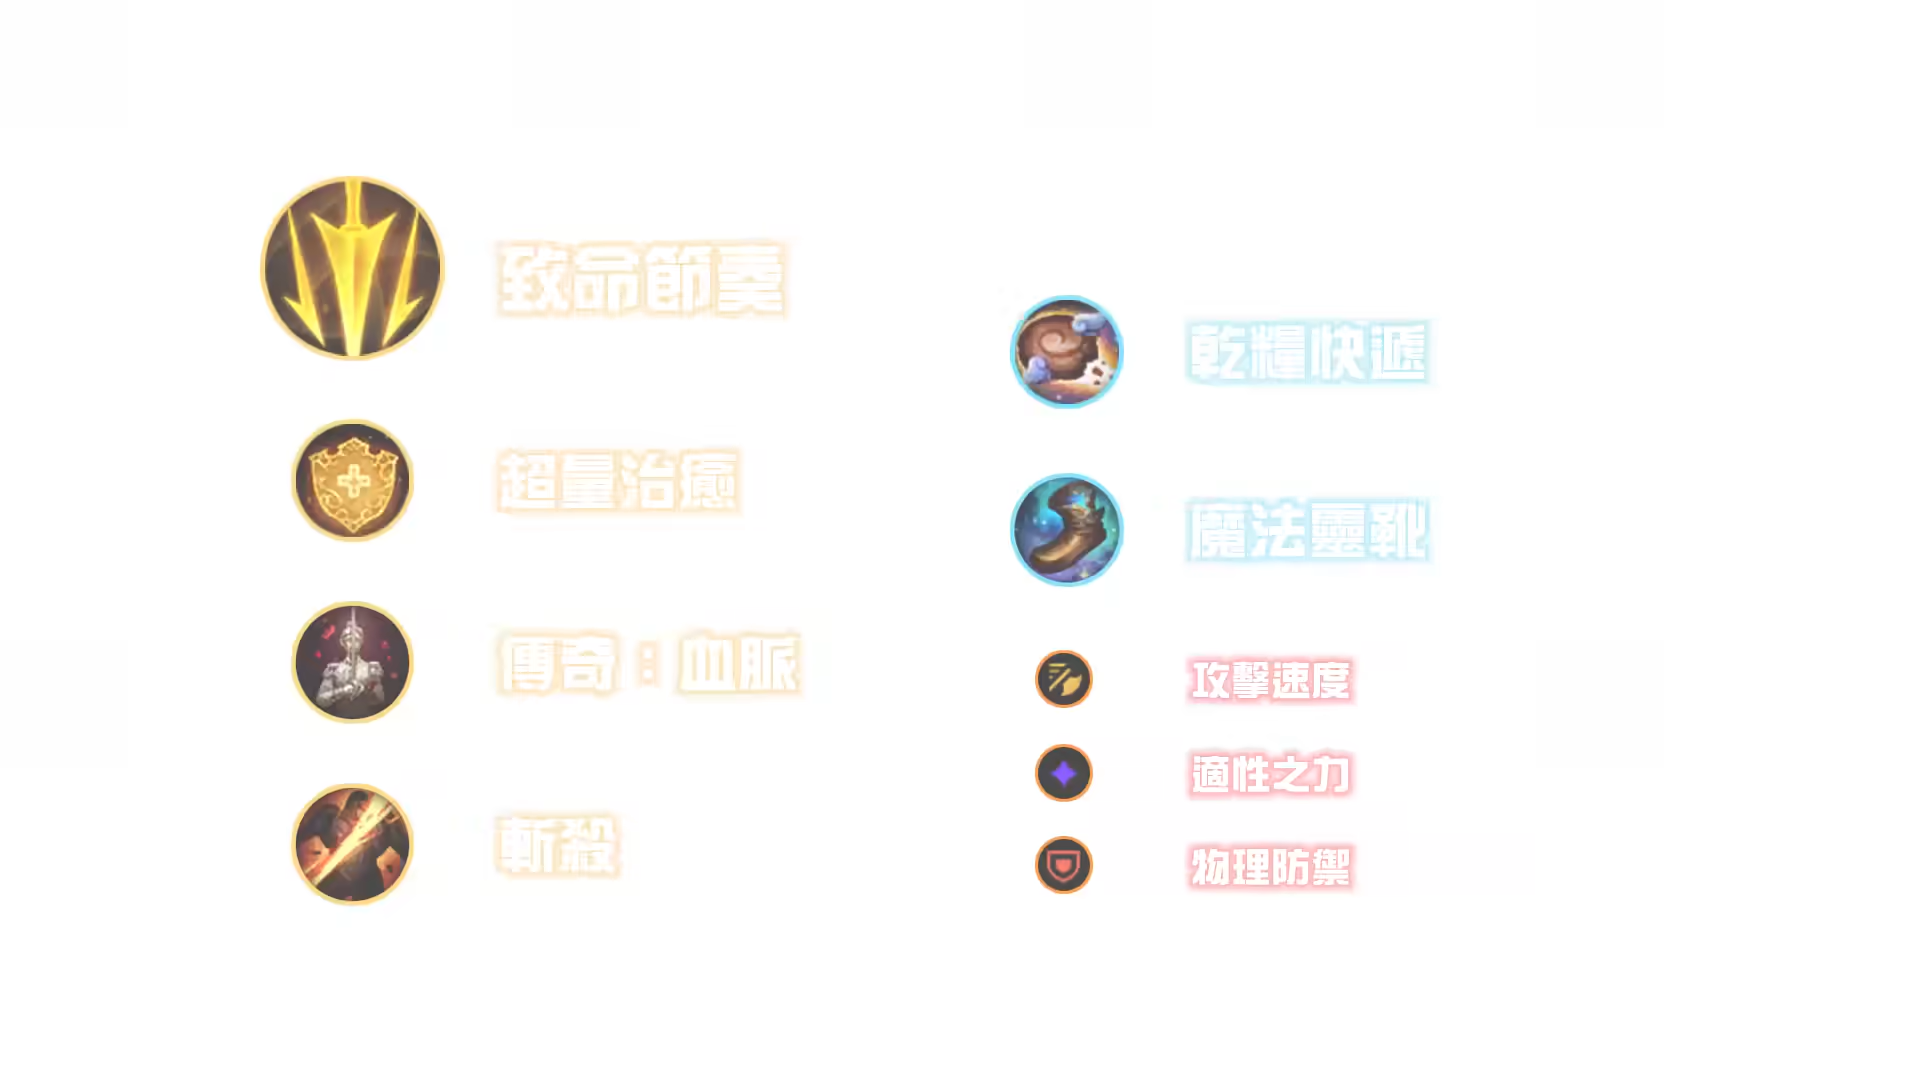 致命節奏
超量治癒
傳奇：血脈
斬殺
乾糧快遞
魔法靈靴
攻擊速度
適性之力
物理防禦